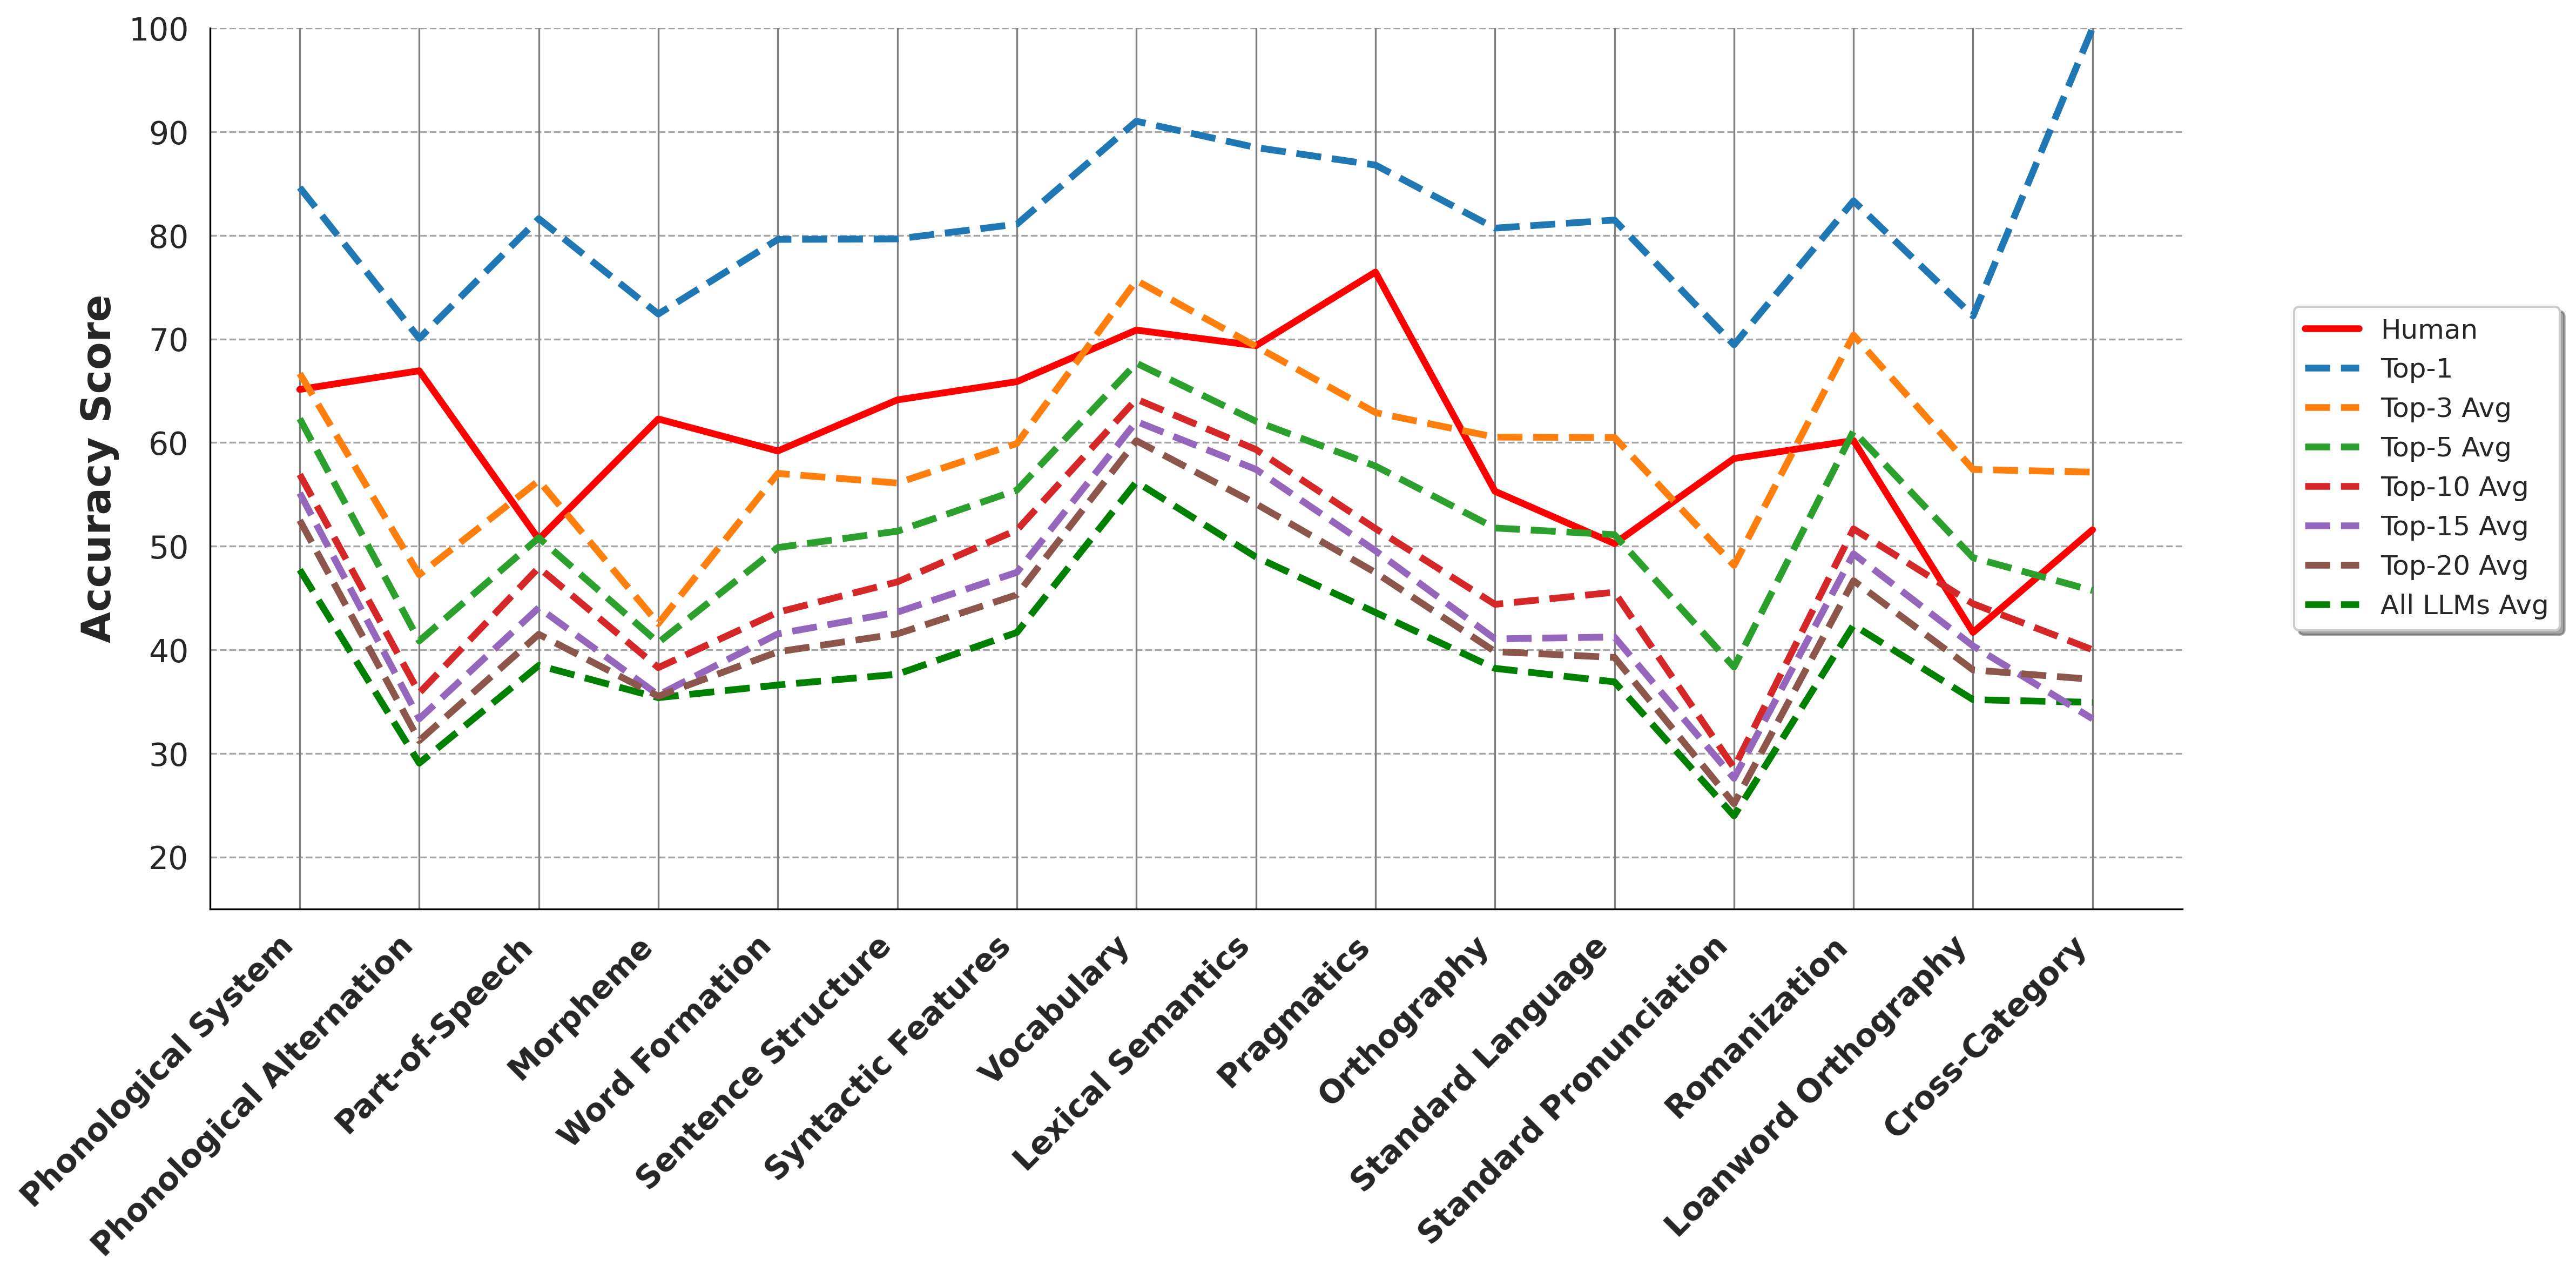 100
90
80
70
60
50
40
30
20
Accuracy Score
Phonological System
Phonological Alternation
Part-of-Speech
Morpheme
Word Formation
Sentence Structure
Syntactic Features
Vocabulary
Lexical Semantics
Pragmatics
Orthography
Standard Language
Standard Pronunciation
Romanization
Loanword Orthography
Cross-Category
Human
Top-1
Top-3 Avg
Top-5 Avg
Top-10 Avg
Top-15 Avg
Top-20 Avg
All LLMs Avg